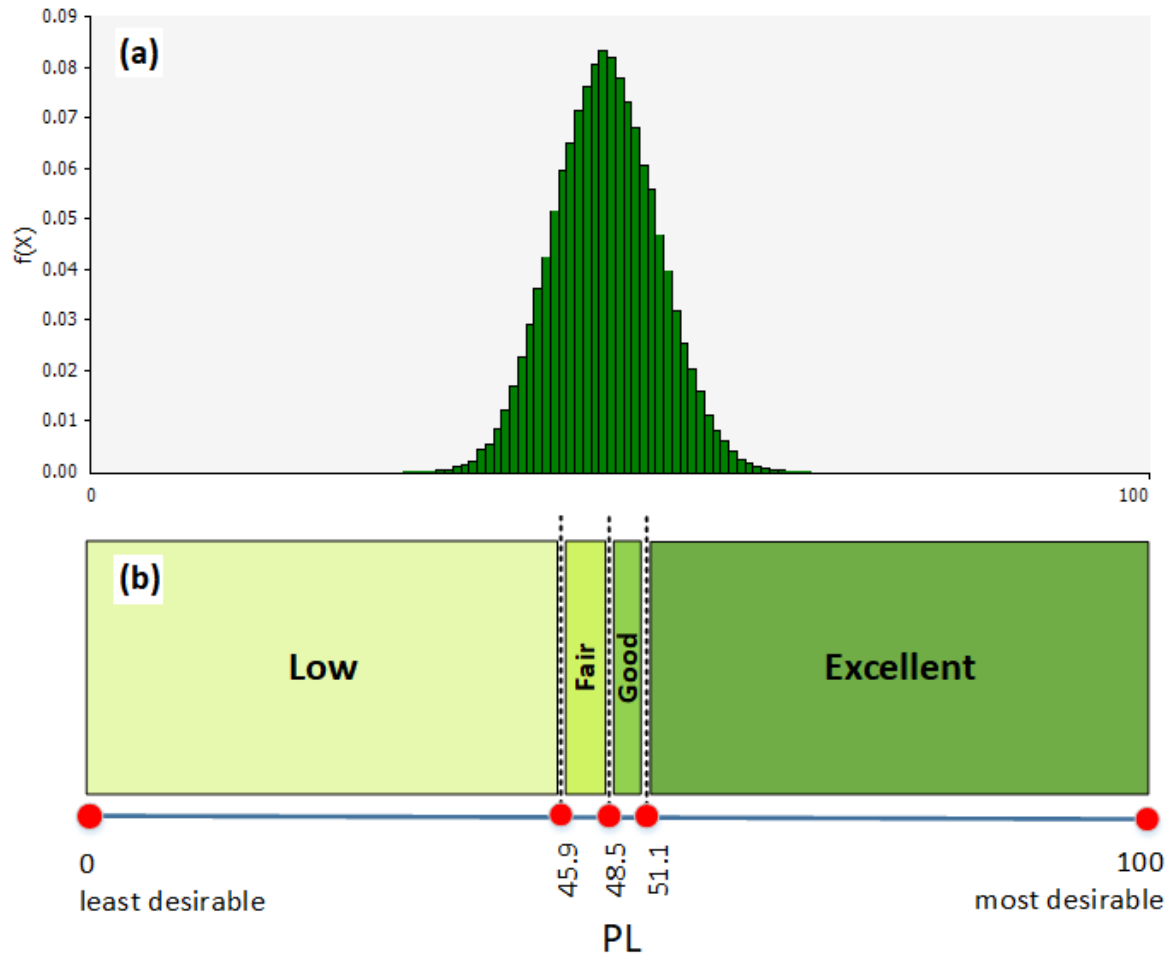 (a)
0.09
0.08
0.07
0.06
0.05
0.04
0.03
0.02
0.01
0.00
f(X)
0
100
(b)
Low
Fair
Good
Excellent
0
45.9
48.5
51.1
100
least desirable
most desirable
PL